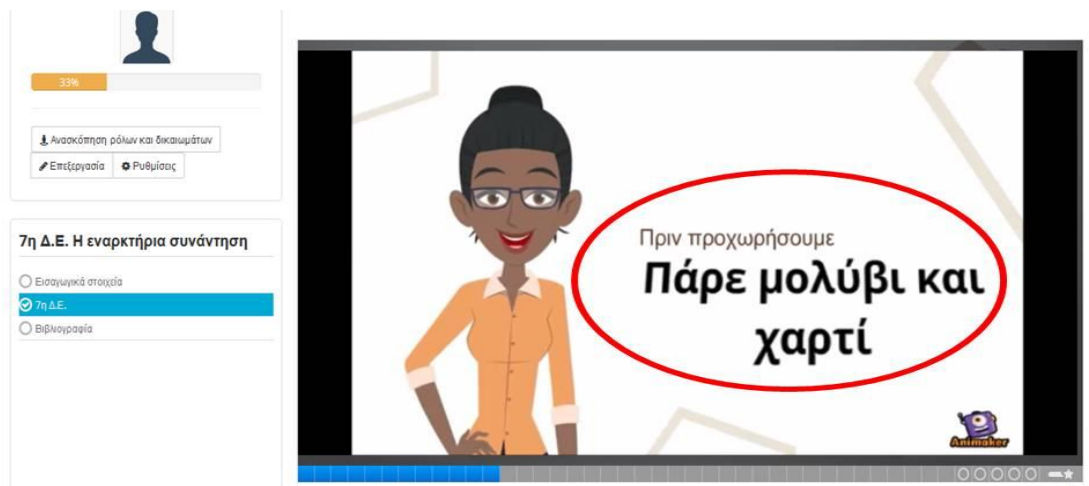 33%
Ανασκόπηση ρόλων και δικαιωμάτων
Επεξεργασία Ρυθμίσεις
7η Δ.Ε. Η εναρκτήρια συνάντηση
Εισαγωγικά στοιχεία
7η Δ.Ε.
Βιβλιογραφία
Πριν προχωρήσουμε
Πάρε μολύβι και
χαρτί
Animaker